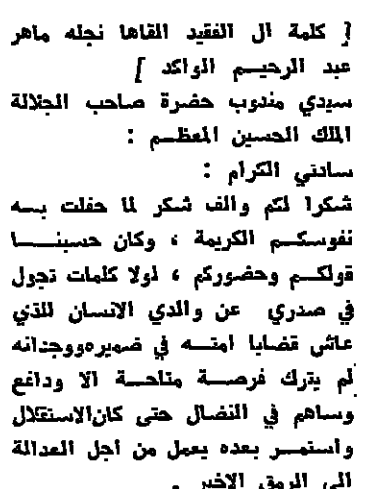 [ كلمة ال الفقيد القاها نجله ماهر
عبد الرحيم الواكد ]
سيدي مندوب حضرة صاحب الجلالة
الملك الحسين المعظم :
سادتي الكرام :
شكرا لكم والف شكر لما حفلت به
نفوسكم الكريمة ، وكان حسبنا
قولكم وحضوركم ، لولا كلمات تجول
في صدري عن والدي الانسان للذي
عاش قضايا امته في ضميره ووجدانه
لم يترك فرصة متاحة الا ودافع
وساهم في النضال حتى كان الاستقلال
واستمر بعده يعمل من أجل العدالة
الى الرمق الاخير .